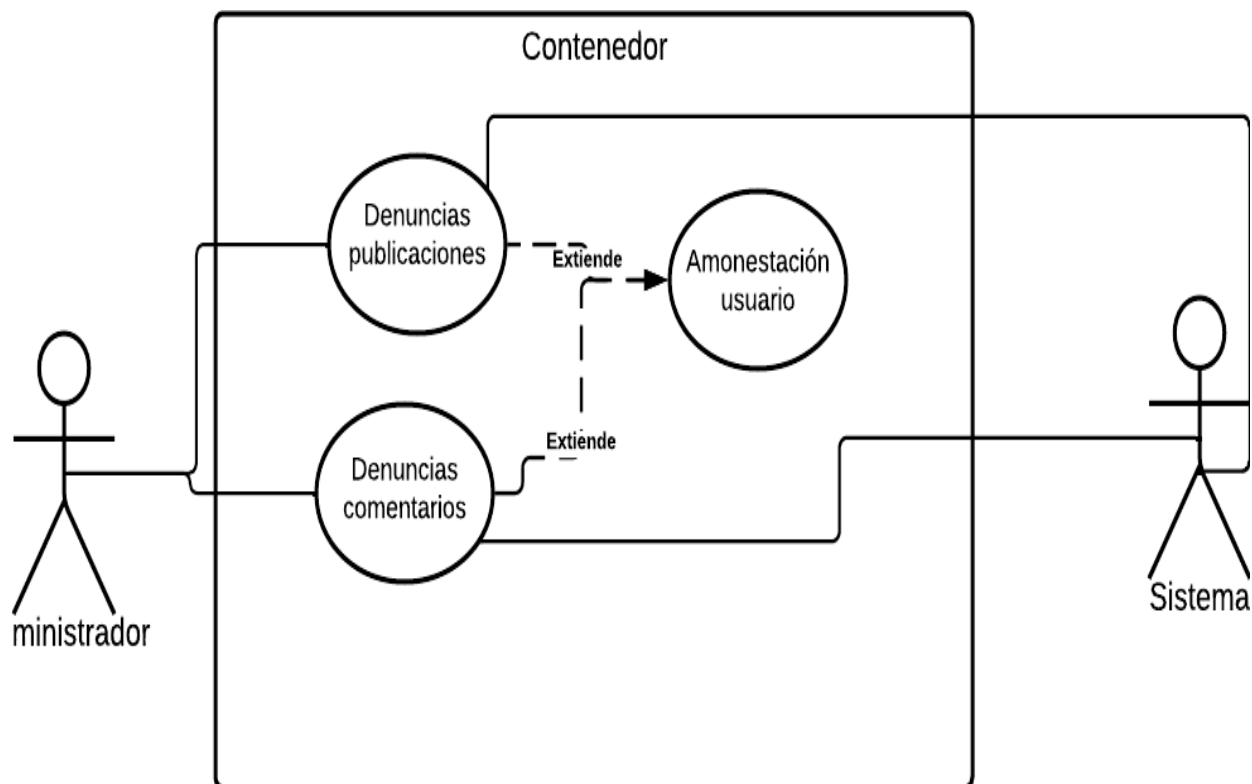 Contenedor
Denuncias
publicaciones
Extiende
Amonestación
usuario
Extiende
Denuncias
comentarios
ministrador
Sistema